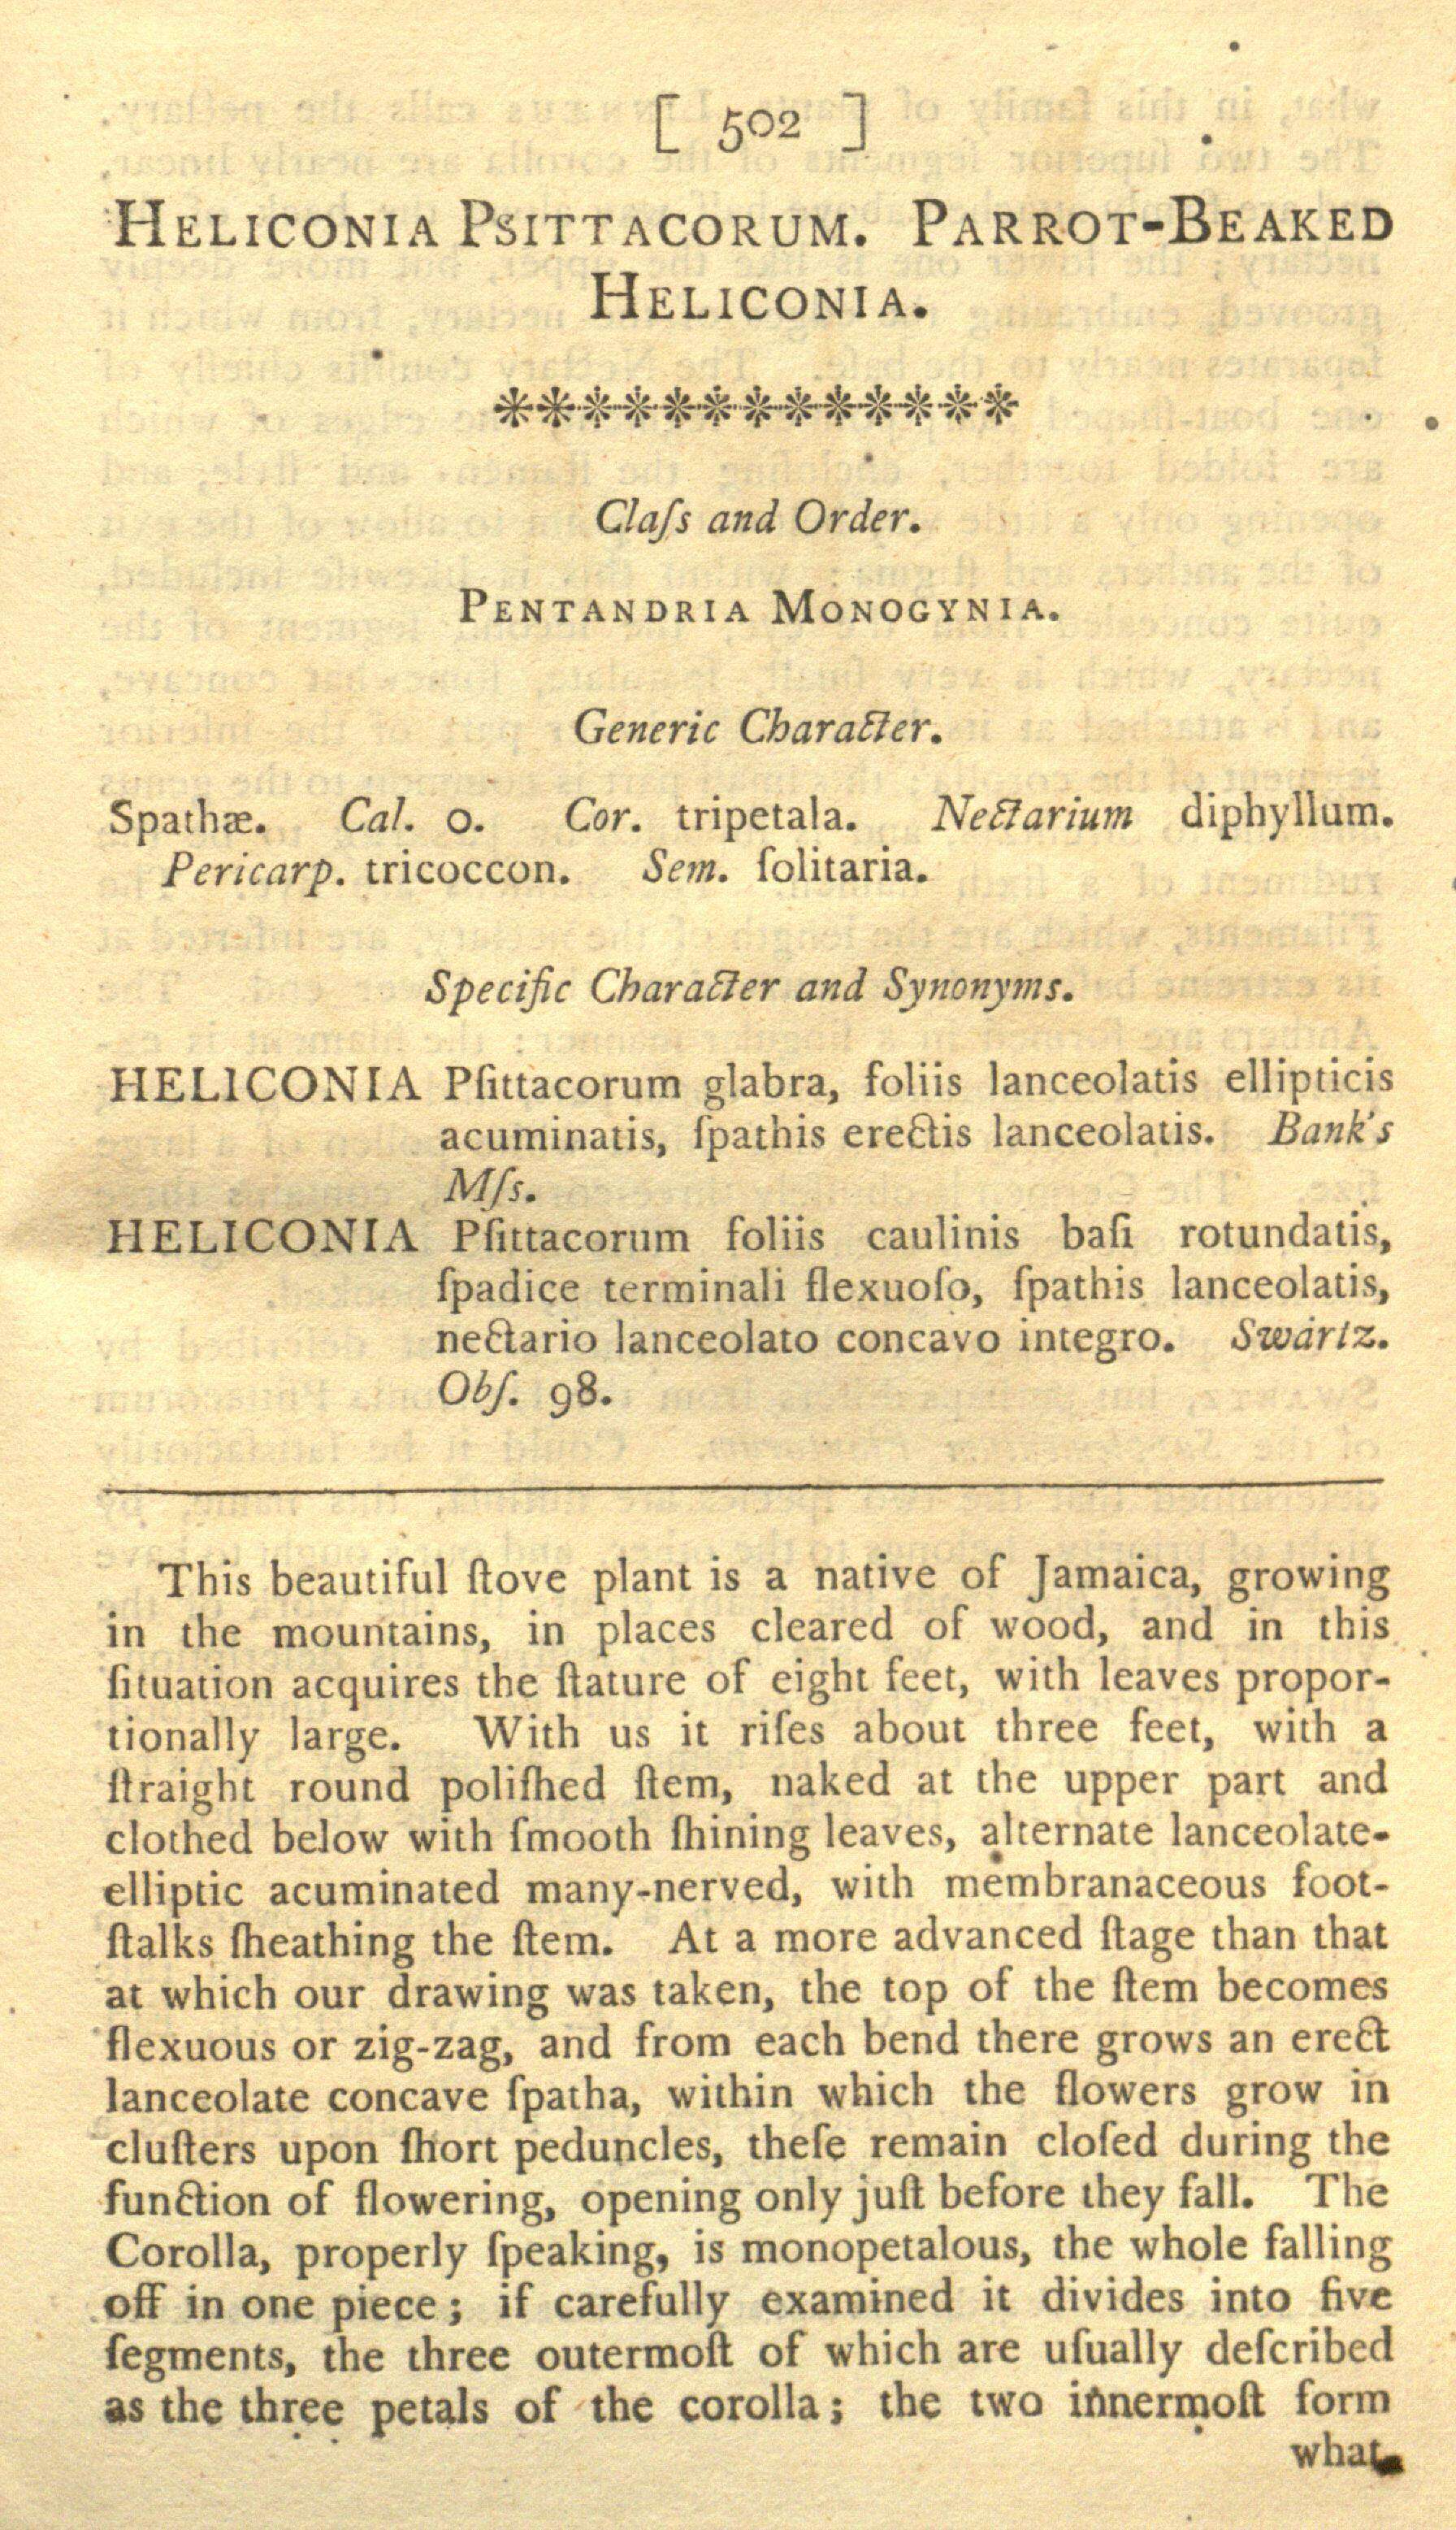 [ 502 ]
Heliconia Psittacorum. Parrot-Beaked
Heliconia.
*************
Claſs and Order.
Pentandria Monogynia.
Generic Character.
Spathæ. Cal. 0. Cor. tripetala. Nectarium diphyllum.
Pericarp. tricoccon. Sem. ſolitaria.
Specific Character and Synonyms.
HELICONIA Pſittacorum glabra, foliis lanceolatis ellipticis
acuminatis, ſpathis erectis lanceolatis. Bank's
Mſs.
HELICONIA Pſittacorum foliis caulinis baſi rotundatis,
ſpadice terminali flexuoſo, ſpathis lanceolatis,
nectario lanceolato concavo integro. Swartz.
Obſ. 98.
This beautiful ſtove plant is a native of Jamaica, growing
in the mountains, in places cleared of wood, and in this
ſituation acquires the ſtature of eight feet, with leaves propor-
tionally large. With us it riſes about three feet, with a
ſtraight round poliſhed ſtem, naked at the upper part and
clothed below with ſmooth ſhining leaves, alternate lanceolate-
elliptic acuminated many-nerved, with membranaceous foot-
ſtalks ſheathing the ſtem. At a more advanced ſtage than that
at which our drawing was taken, the top of the ſtem becomes
flexuous or zig-zag, and from each bend there grows an erect
lanceolate concave ſpatha, within which the flowers grow in
cluſters upon ſhort peduncles, theſe remain cloſed during the
function of flowering, opening only juſt before they fall. The
Corolla, properly ſpeaking, is monopetalous, the whole falling
off in one piece; if carefully examined it divides into five
ſegments, the three outermoſt of which are uſually deſcribed
as the three petals of the corolla; the two innermoſt form
what